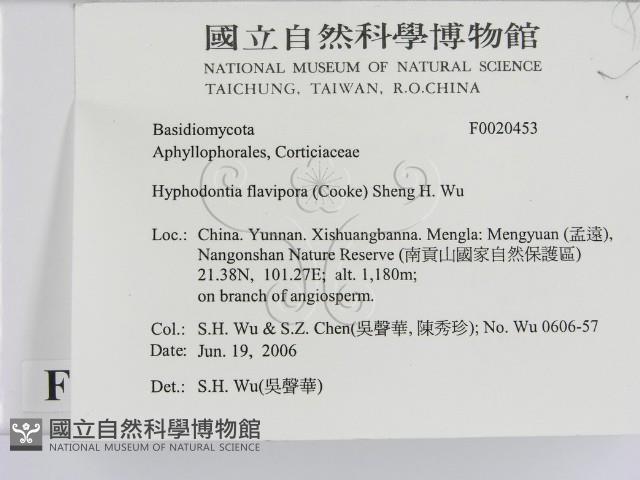 國立自然科學博物館
NATIONAL MUSEUM OF NATURAL SCIENCE
TAICHUNG, TAIWAN, R.O.CHINA
Basidiomycota F0020453
Aphyllophorales, Corticiaceae
Hyphodontia flavipora (Cooke) Sheng H. Wu
Loc.: China. Yunnan. Xishuangbanna. Mengla: Mengyuan (孟遠),
Nangonshan Nature Reserve (南貢山國家自然保護區)
21.38N, 101.27E; alt. 1,180m;
on branch of angiosperm.
Col.: S.H. Wu & S.Z. Chen(吳聲華, 陳秀珍); No. Wu 0606-57
Date: Jun. 19, 2006
Det.: S.H. Wu(吳聲華)
F
國立自然科學博物館
NATIONAL MUSEUM OF NATURAL SCIENCE